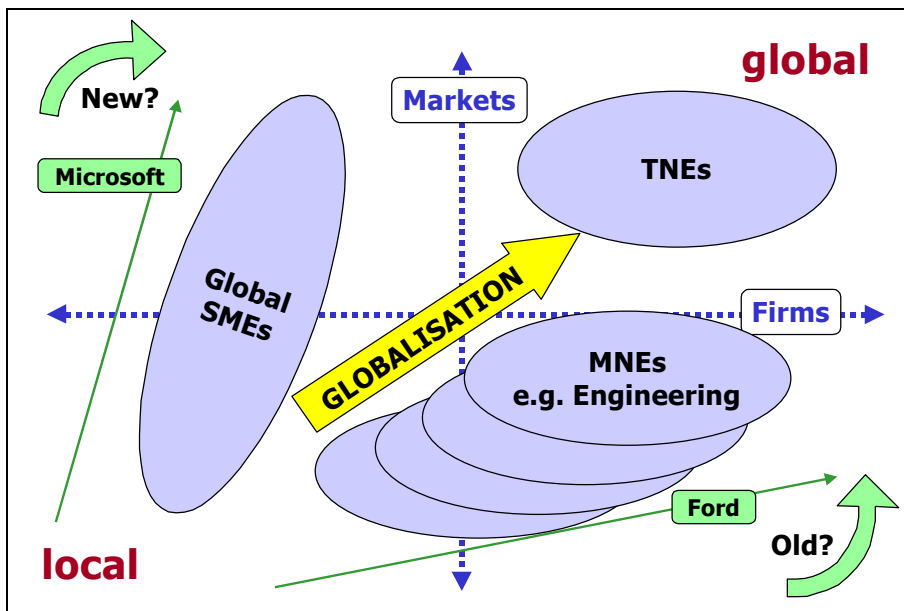 global
New?
Markets
Microsoft
TNEs
Global
SMEs
GLOBALISATION
Firms
MNEs
e.g. Engineering
Ford
Old?
local